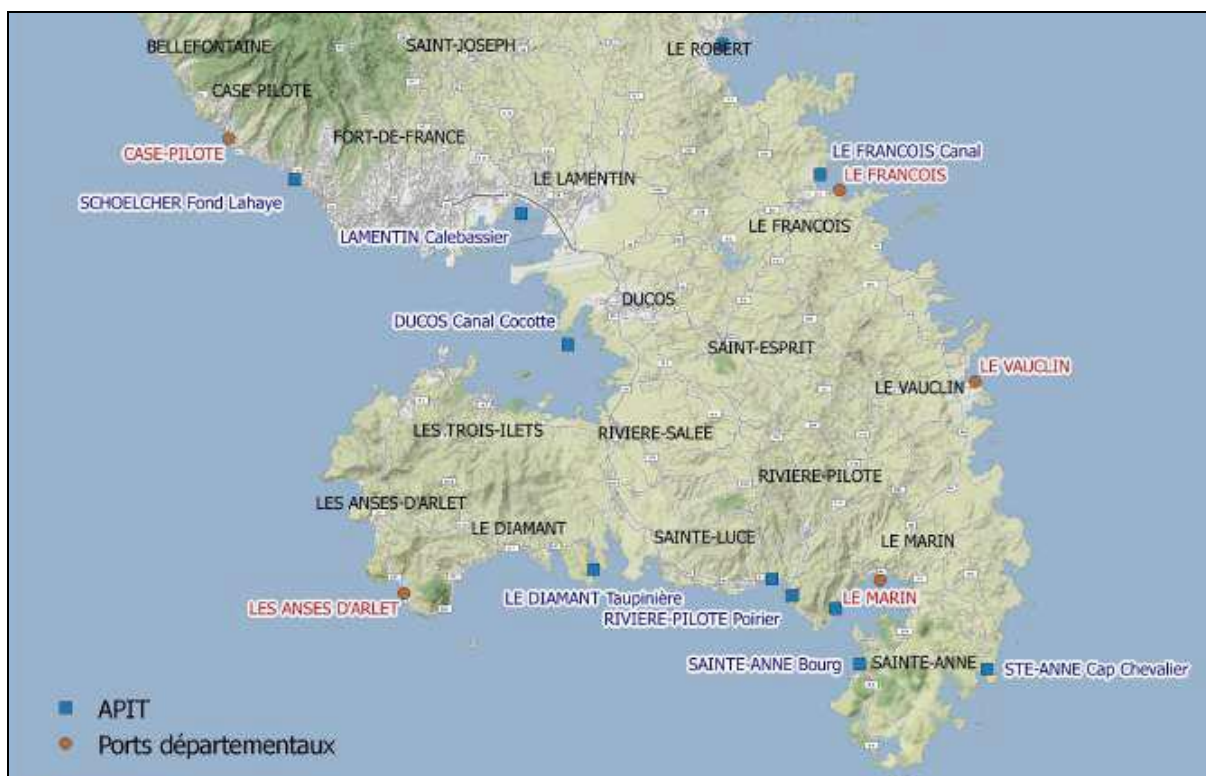 BELLEFONTAINE
SAINT-JOSEPH
LE ROBERT
CASE-PILOTE
FORT-DE-FRANCE
CASE-PILOTE
LE FRANCOIS Canal
LE LAMENTIN
LE FRANCOIS
SCHOELCHER Fond Lahaye
LE FRANCOIS
LAMENTIN Calebassier
DUCOS
DUCOS Canal Cocotte
SAINT-ESPRIT
LE VAUCLIN
LE VAUCLIN
LES TROIS-ILETS
RIVIERE-SALEE
RIVIERE-PILOTE
LES ANSES-D'ARLET
LE DIAMANT
SAINTE-LUCE
LE MARIN
LES ANSES D'ARLET
LE DIAMANT Taupinière
LE MARIN
RIVIERE-PILOTE Poirier
SAINTE-ANNE Bourg
SAINTE-ANNE
STE-ANNE Cap Chevalier
APIT
Ports départementaux